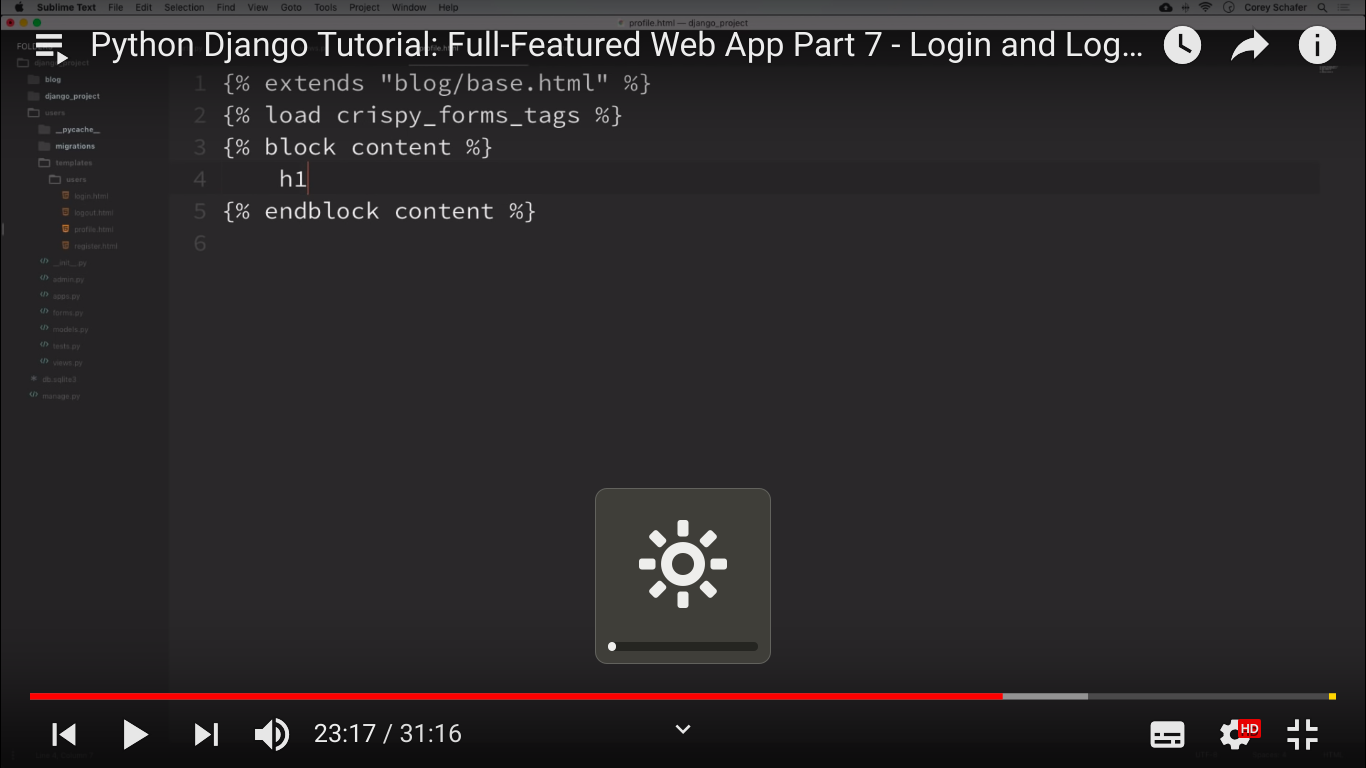 Sublime Text File Edit Selection Find View Goto Tools Project Window Help Corey Schafer
profile.html — django_project
Python Django Tutorial: Full-Featured Web App Part 7 - Login and Log...
django_project
blog
django_project
users
__pycache__
migrations
templates
users
login.html
logout.html
profile.html
register.html
__init__.py
admin.py
apps.py
forms.py
models.py
tests.py
views.py
db.sqlite3
manage.py
1 {% extends "blog/base.html" %}
2 {% load crispy_forms_tags %}
3 {% block content %}
4 h1
5 {% endblock content %}
6
23:17 / 31:16
HD